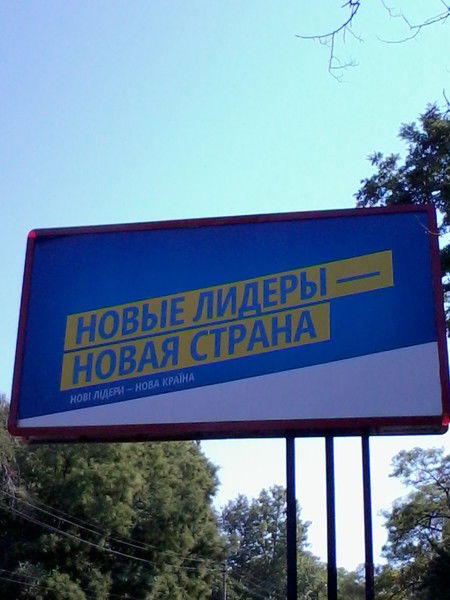 НОВЫЕ ЛИДЕРЫ —
НОВАЯ СТРАНА
НОВІ ЛІДЕРИ – НОВА КРАЇНА